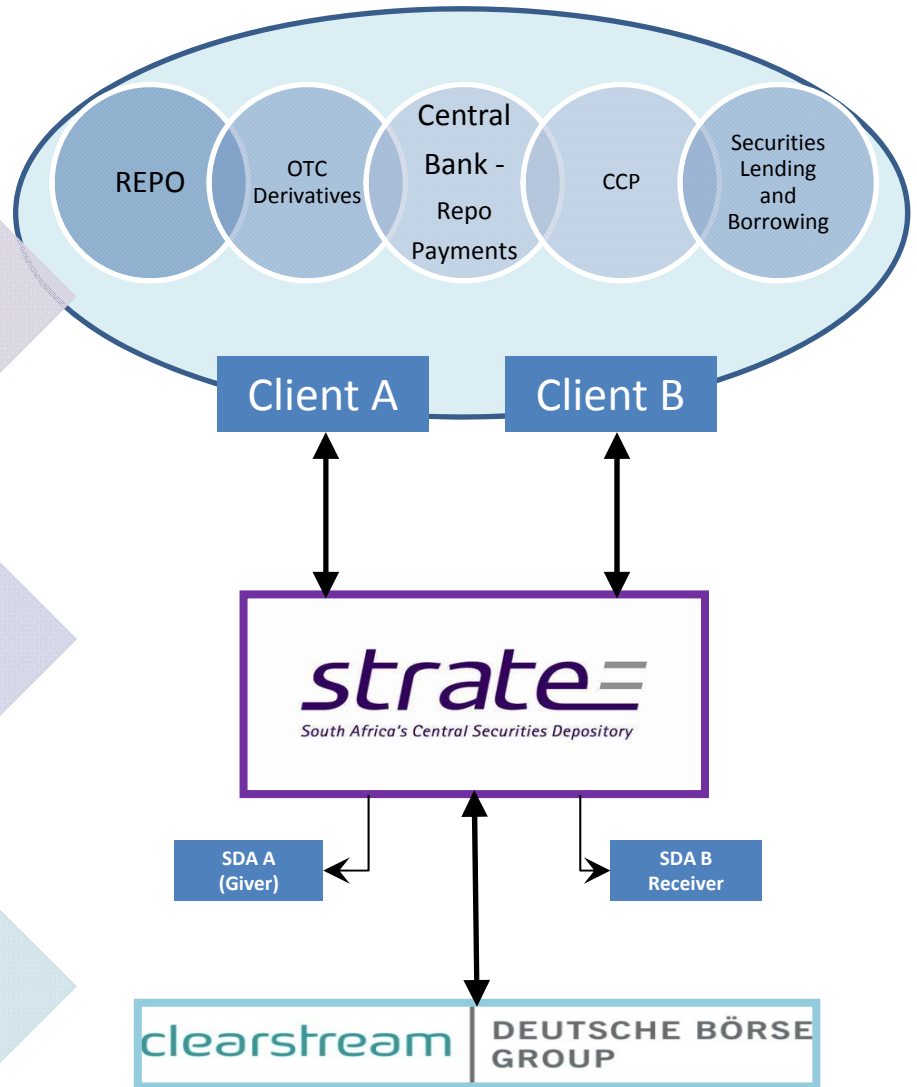 REPO
OTC
Derivatives
Central
Bank -
Repo
Payments
CCP
Securities
Lending
and
Borrowing
Client A
Client B
strate
South Africa's Central Securities Depository
SDA A
(Giver)
SDA B
Receiver
clearstream
DEUTSCHE BÖRSE
GROUP